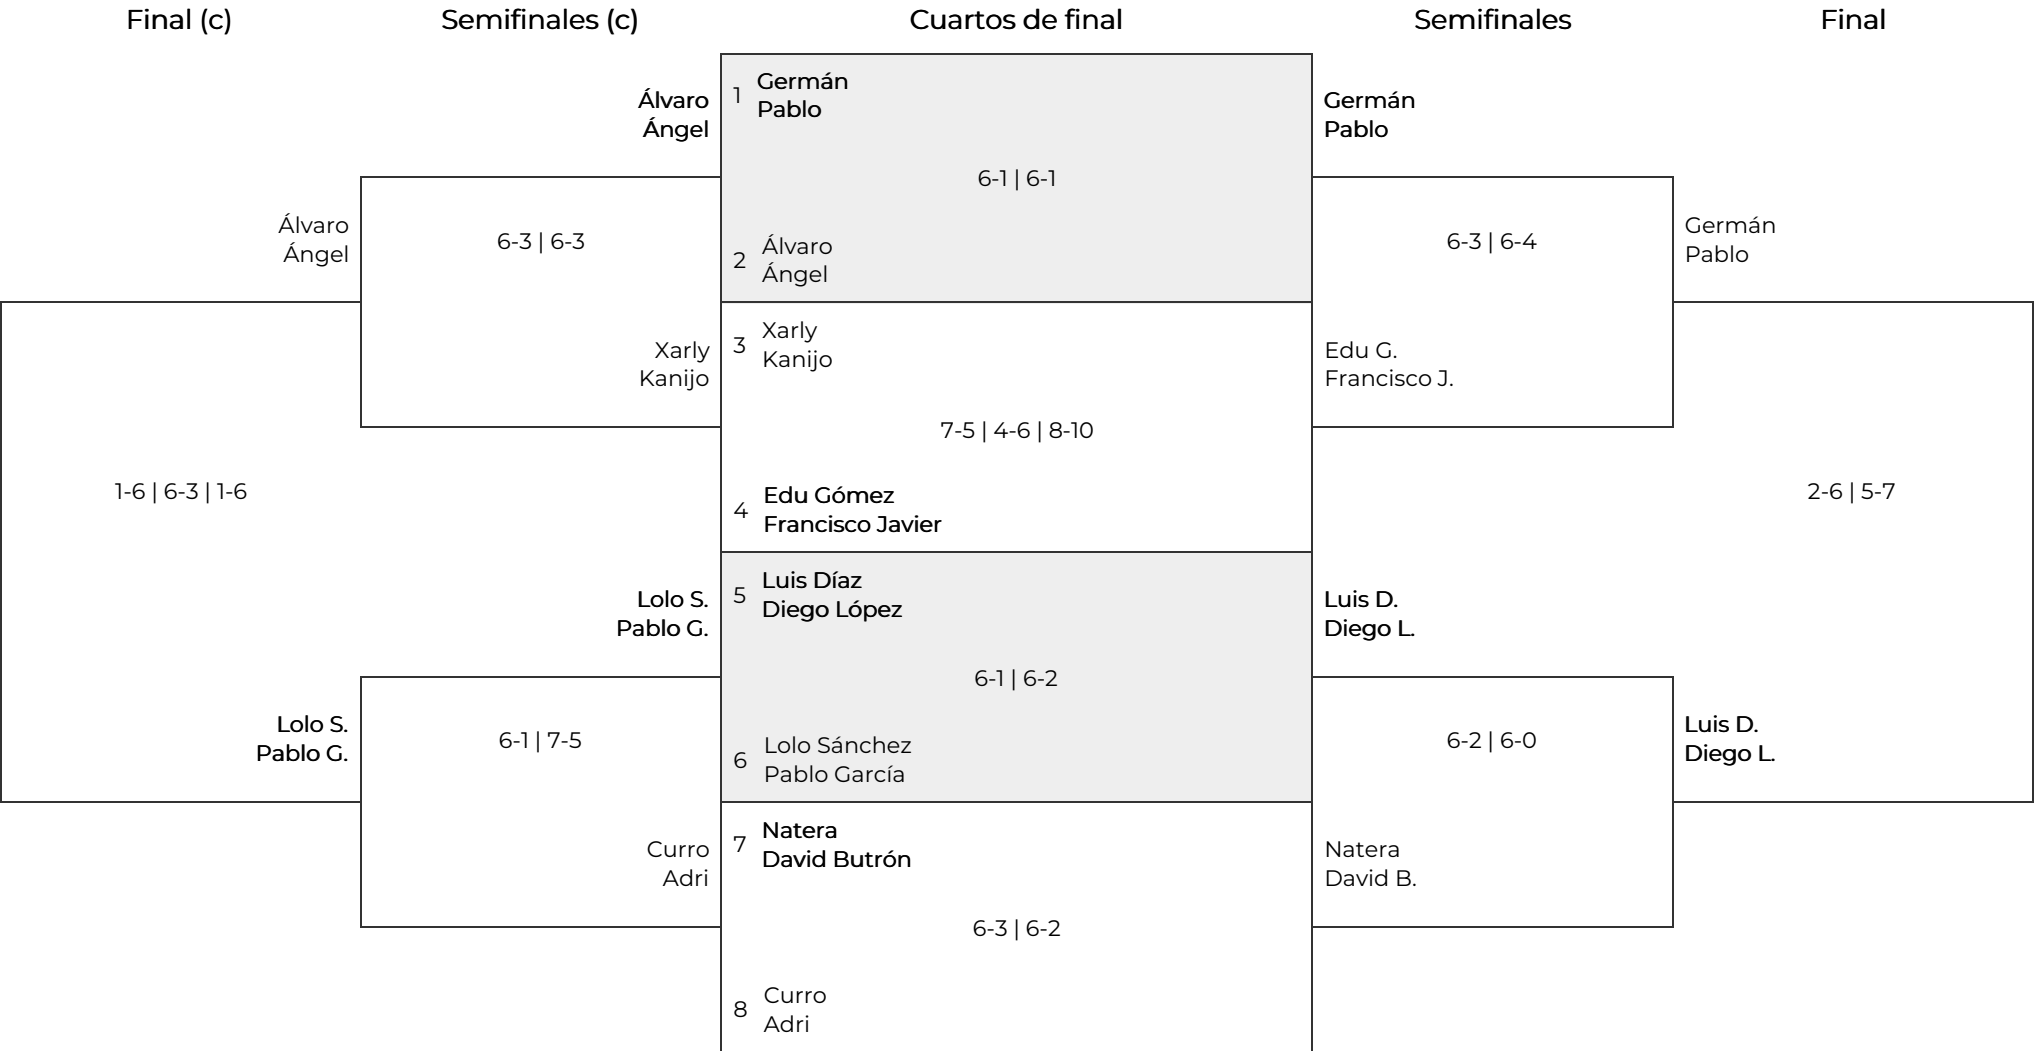 Final (c)
Semifinales (c)
Cuartos de final
Semifinales
Final
Álvaro
Ángel
Álvaro
Ángel
6-3 | 6-3
Xarly
Kanijo
1-6 | 6-3 | 1-6
Lolo S.
Pablo G.
Lolo S.
Pablo G.
6-1 | 7-5
Curro
Adri
1
Germán
Pablo
6-1 | 6-1
2
Álvaro
Ángel
3
Xarly
Kanijo
7-5 | 4-6 | 8-10
4
Edu Gómez
Francisco Javier
5
Luis Díaz
Diego López
6-1 | 6-2
6
Lolo Sánchez
Pablo García
7
Natera
David Butrón
6-3 | 6-2
8
Curro
Adri
Germán
Pablo
6-3 | 6-4
Edu G.
Francisco J.
Germán
Pablo
2-6 | 5-7
Luis D.
Diego L.
6-2 | 6-0
Natera
David B.
Luis D.
Diego L.